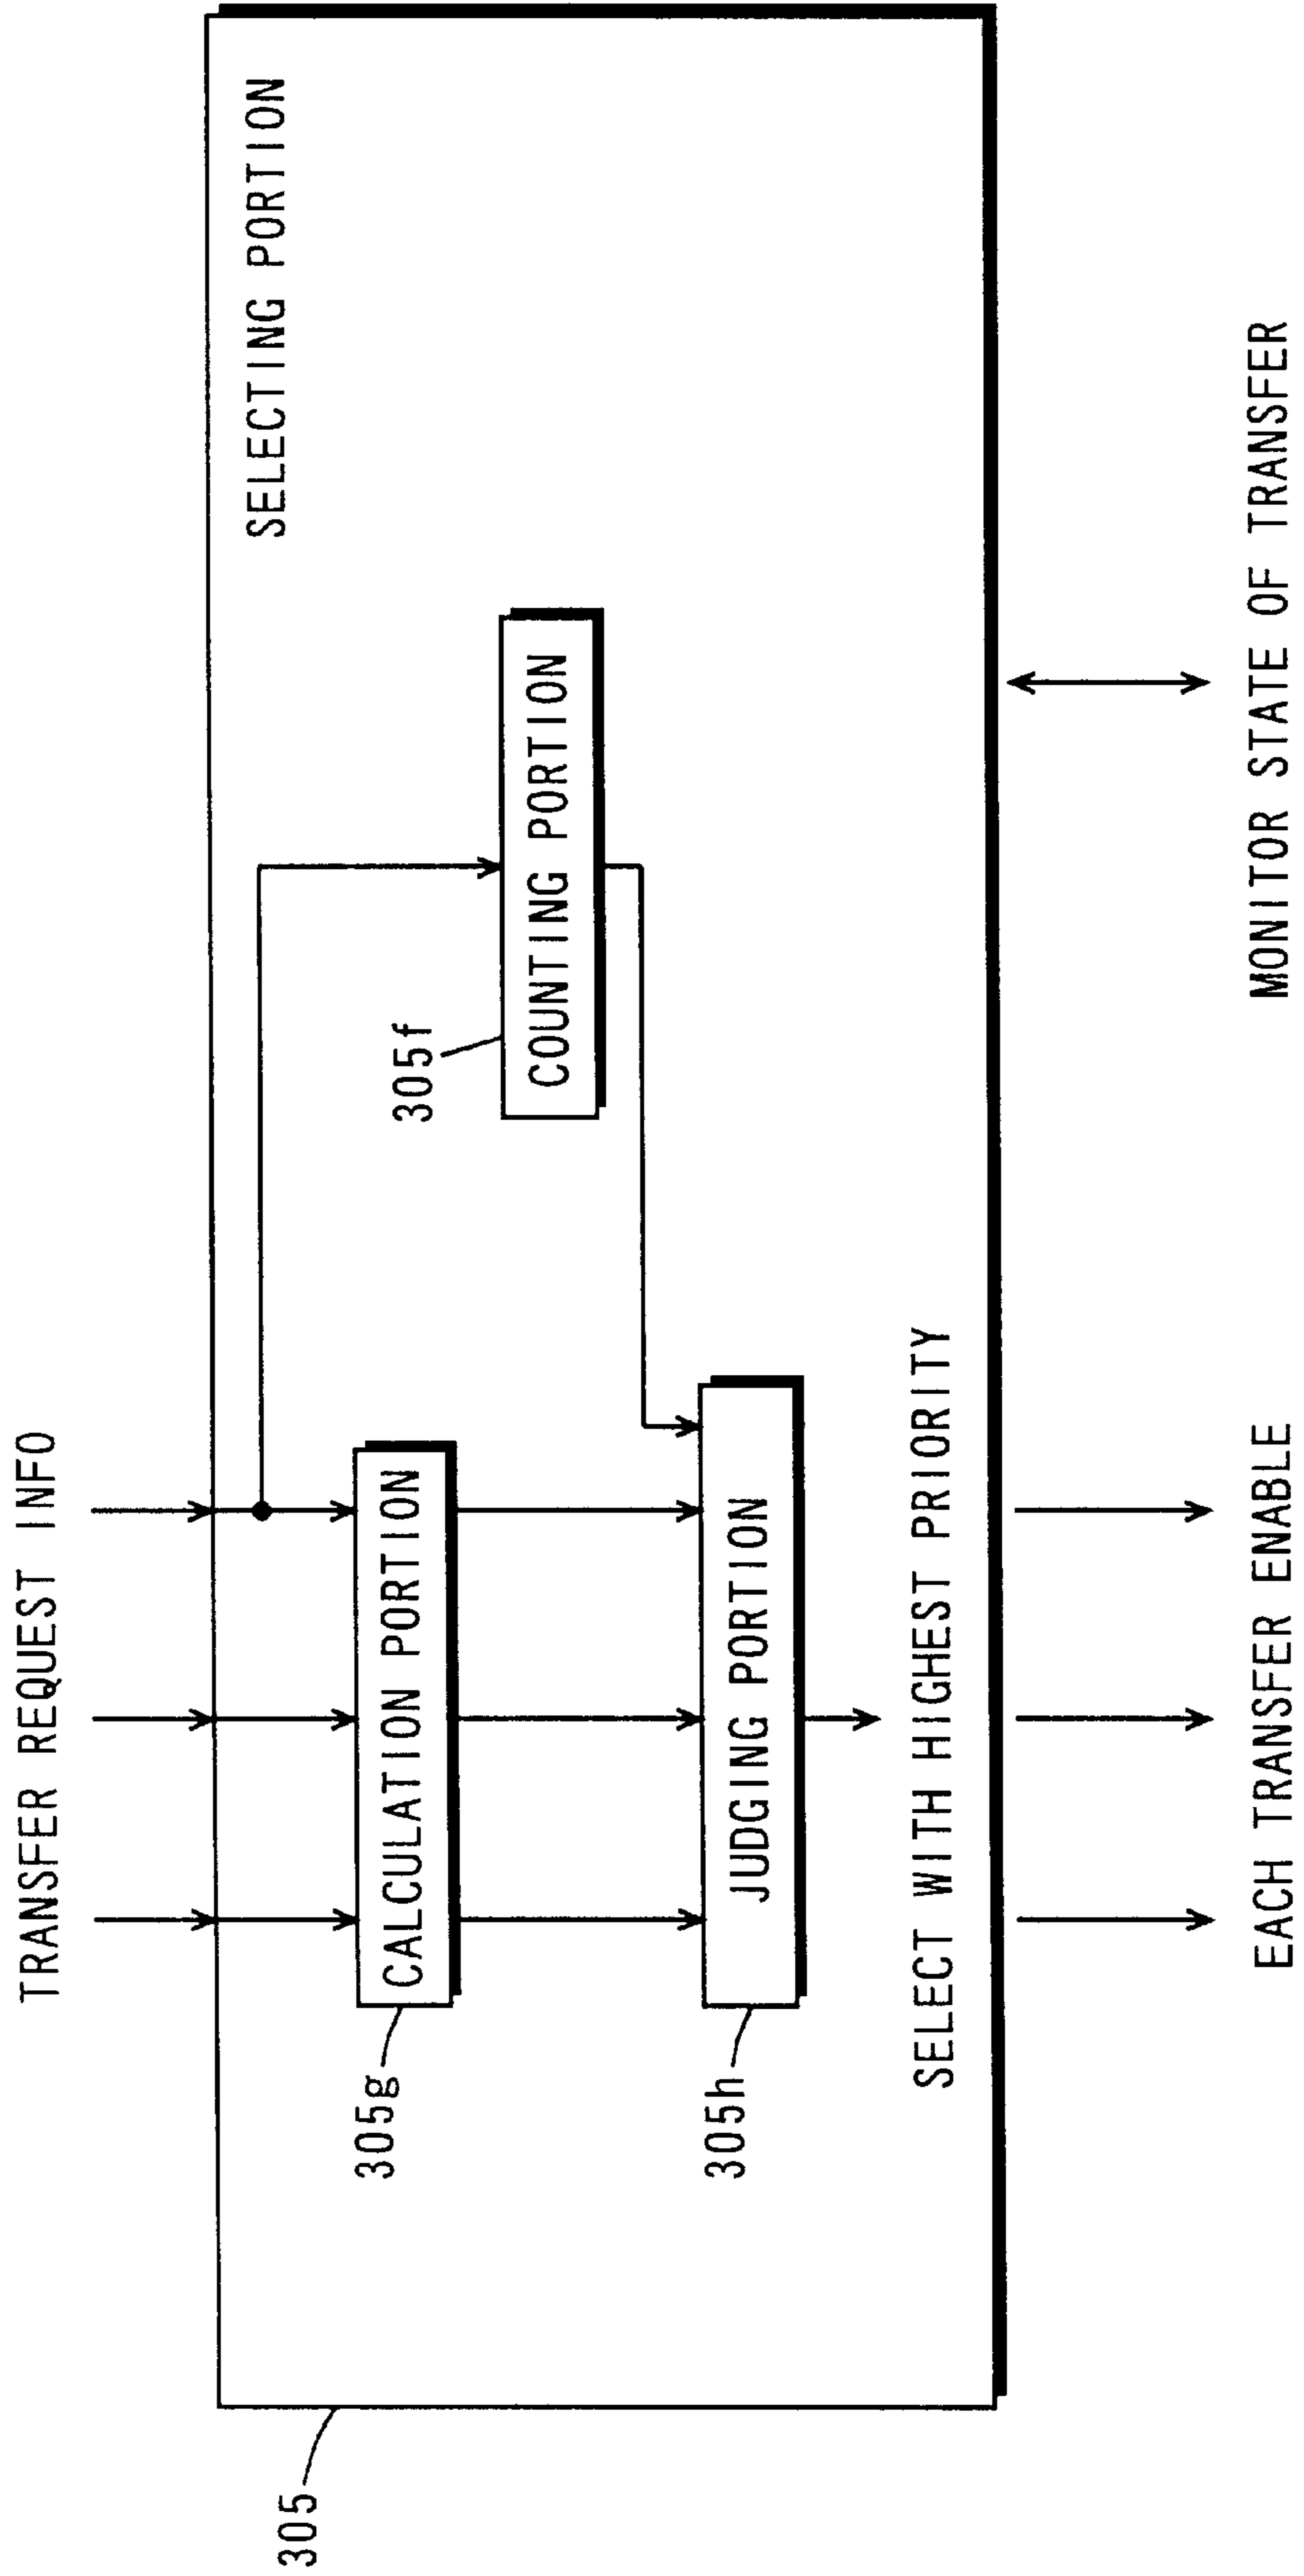 TRANSFER REQUEST INFO
305
SELECTING PORTION
305g
CALCULATION PORTION
305f
COUNTING PORTION
305h
JUDGING PORTION
SELECT WITH HIGHEST PRIORITY
EACH TRANSFER ENABLE
MONITOR STATE OF TRANSFER